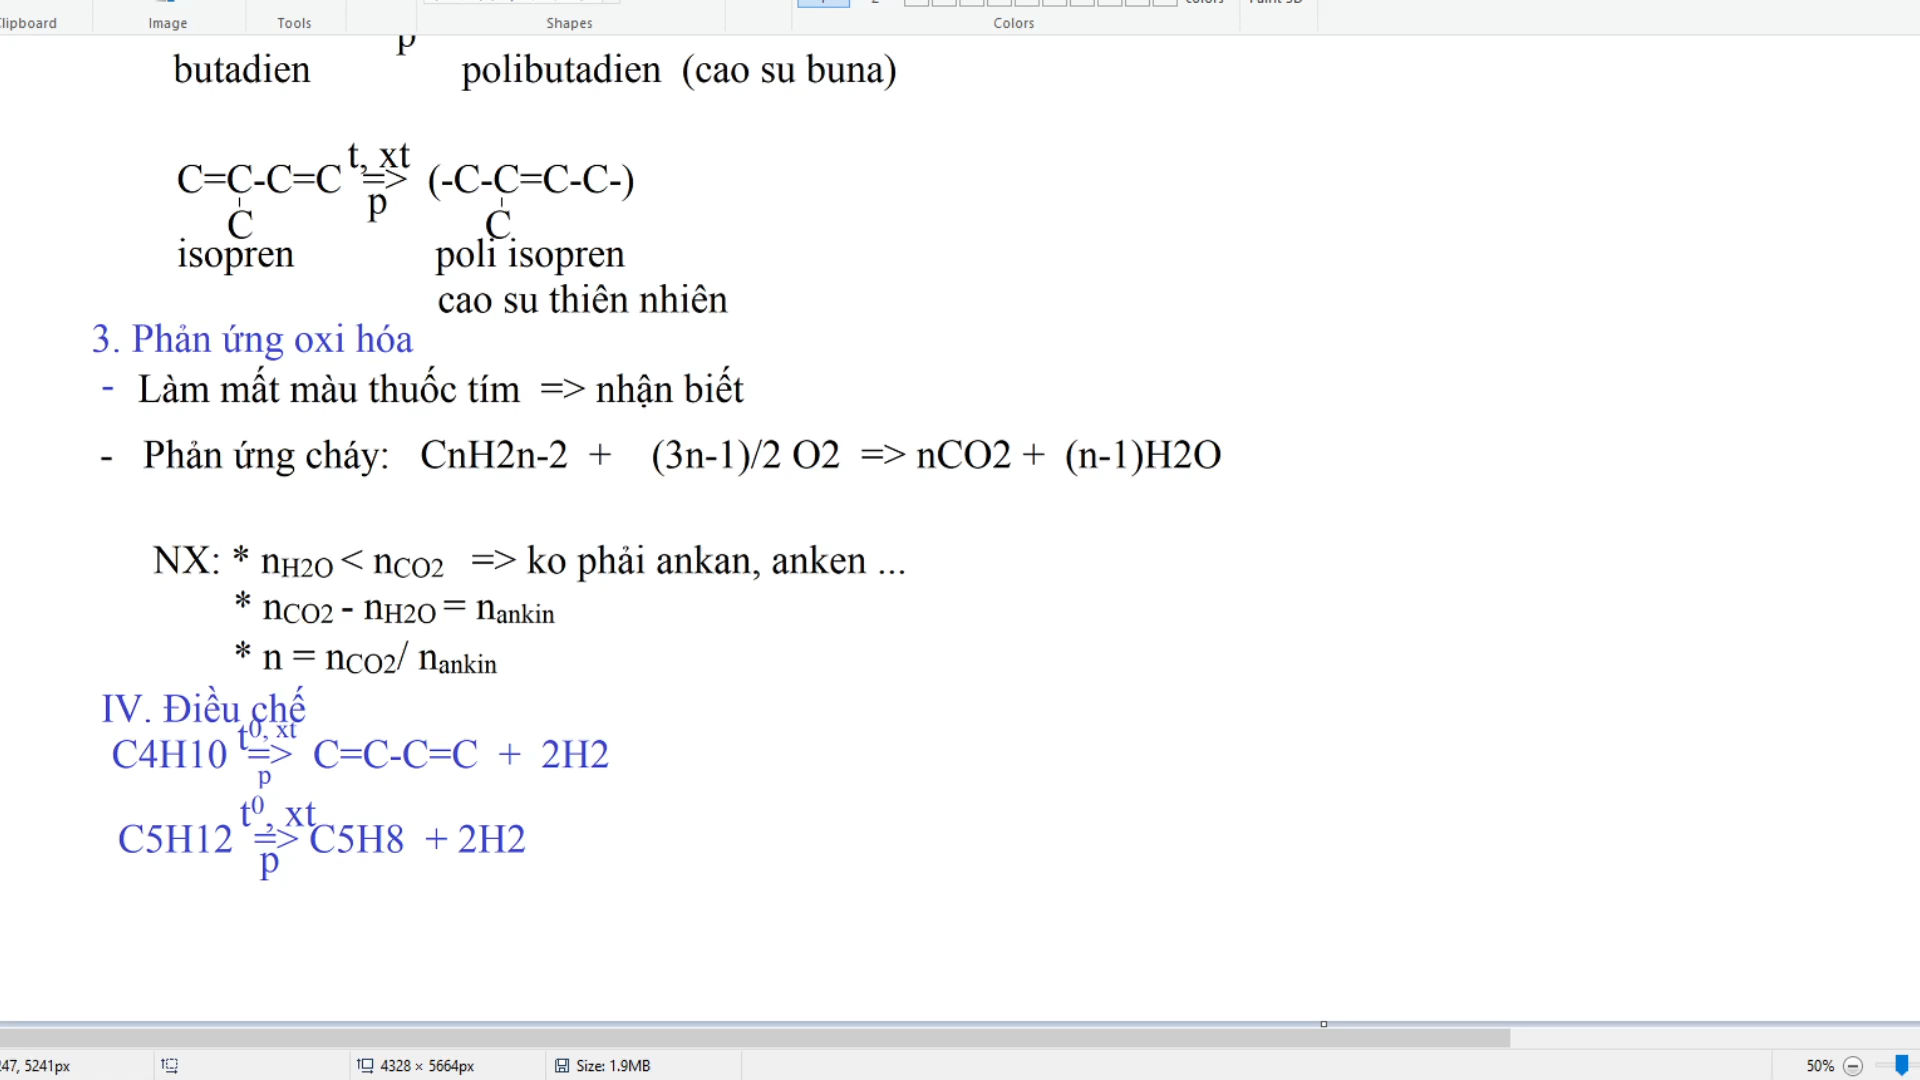 Clipboard Image Tools Shapes Colors
p
butadien polibutadien (cao su buna)
t, xt
C=C-C=C => (-C-C=C-C-)
p
C C
isopren poli isopren
cao su thiên nhiên
3. Phản ứng oxi hóa
- Làm mất màu thuốc tím => nhận biết
- Phản ứng cháy: CnH2n-2 + (3n-1)/2 O2 => nCO2 + (n-1)H2O
NX: * nH2O < nCO2 => ko phải ankan, anken ...
* nCO2 - nH2O = nankin
* n = nCO2/ nankin
IV. Điều chế
t0, xt
C4H10 => C=C-C=C + 2H2
p
t0, xt
C5H12 => C5H8 + 2H2
p
47, 5241px 4328 × 5664px Size: 1.9MB 50%